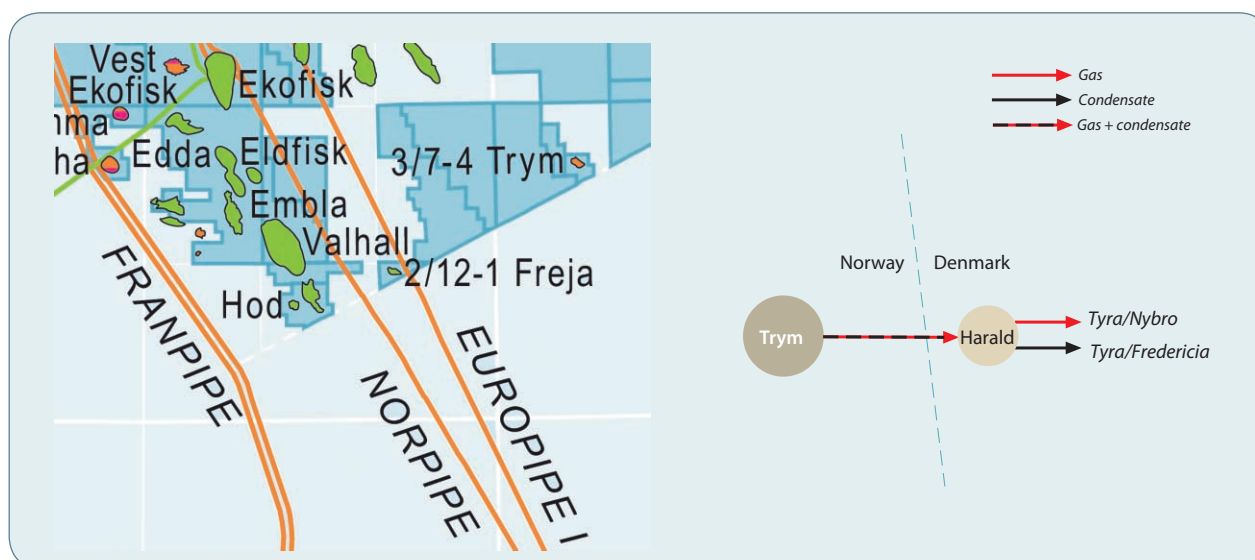 Vest
Ekofisk
Ekofisk
mma
ha
Edda
Eldfisk
3/7-4 Trym
Embla
Valhall
2/12-1 Freja
Hod
FRANPIPE
NORPIPE
EUROPIPE I
Gas
Condensate
Gas + condensate
Norway
Denmark
Trym
Harald
Tyra/Nybro
Tyra/Fredericia